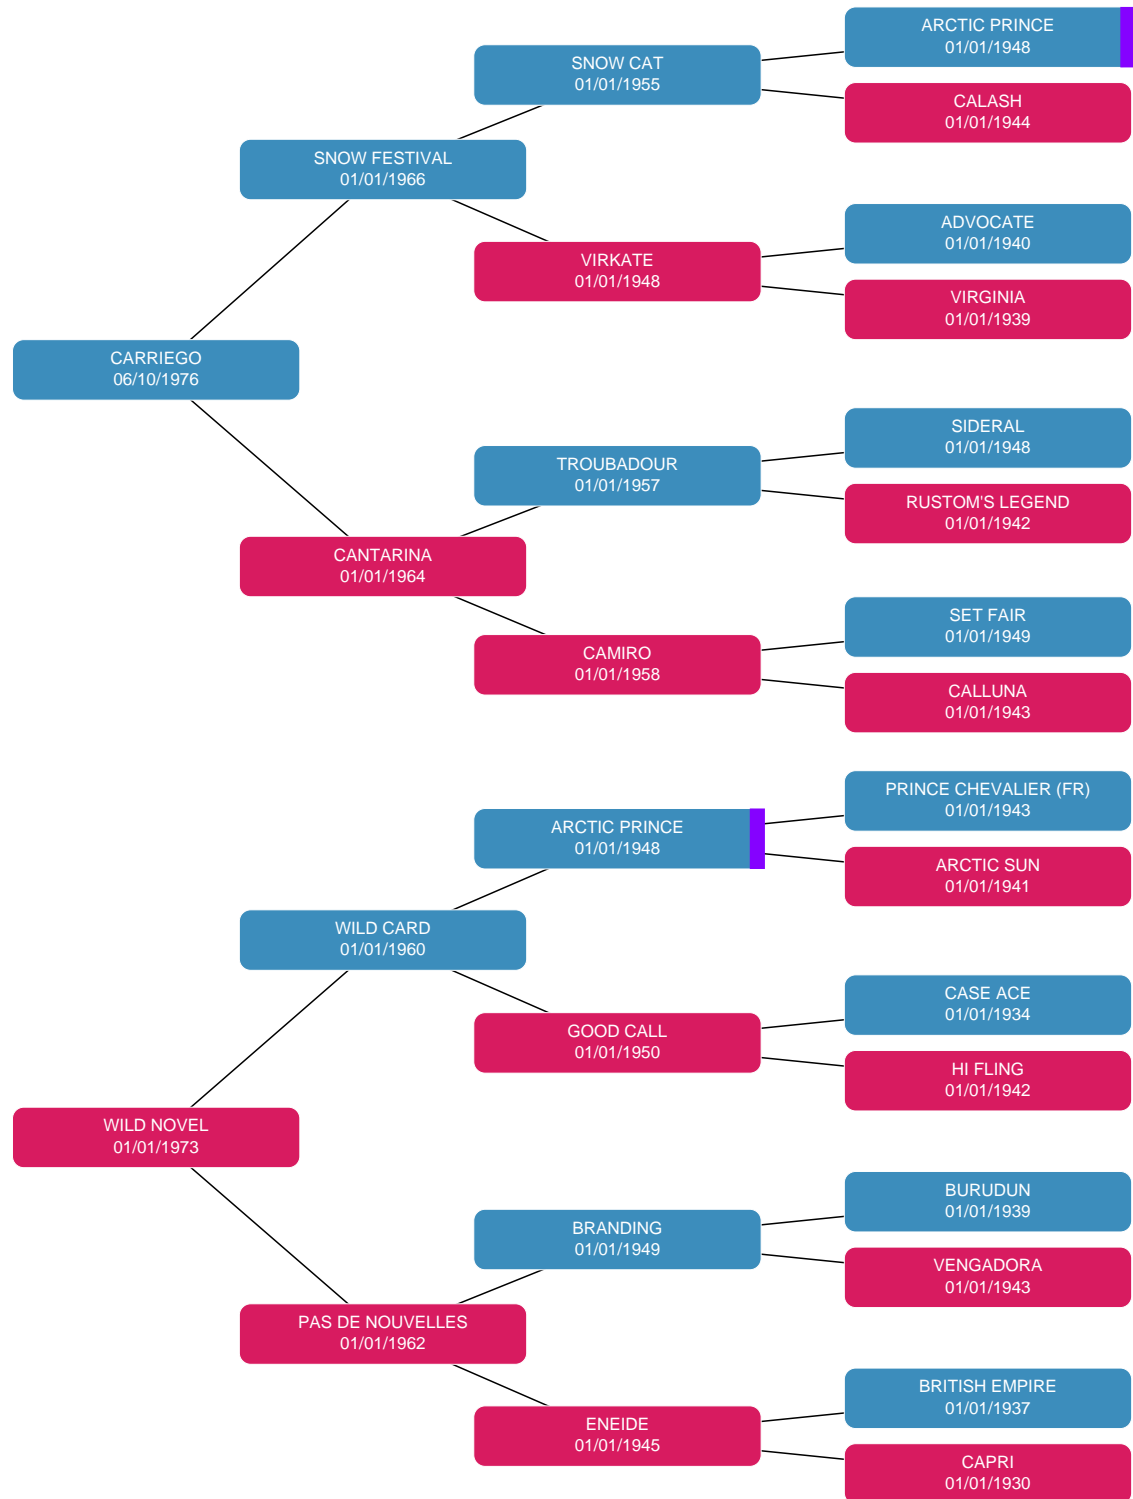 ARCTIC PRINCE
01/01/1948
SNOW CAT
01/01/1955
CALASH
01/01/1944
SNOW FESTIVAL
01/01/1966
ADVOCATE
01/01/1940
VIRKATE
01/01/1948
VIRGINIA
01/01/1939
CARRIEGO
06/10/1976
SIDERAL
01/01/1948
TROUBADOUR
01/01/1957
RUSTOM'S LEGEND
01/01/1942
CANTARINA
01/01/1964
SET FAIR
01/01/1949
CAMIRO
01/01/1958
CALLUNA
01/01/1943
PRINCE CHEVALIER (FR)
01/01/1943
ARCTIC PRINCE
01/01/1948
ARCTIC SUN
01/01/1941
WILD CARD
01/01/1960
CASE ACE
01/01/1934
GOOD CALL
01/01/1950
HI FLING
01/01/1942
WILD NOVEL
01/01/1973
BURUDUN
01/01/1939
BRANDING
01/01/1949
VENGADORA
01/01/1943
PAS DE NOUVELLES
01/01/1962
BRITISH EMPIRE
01/01/1937
ENEIDE
01/01/1945
CAPRI
01/01/1930